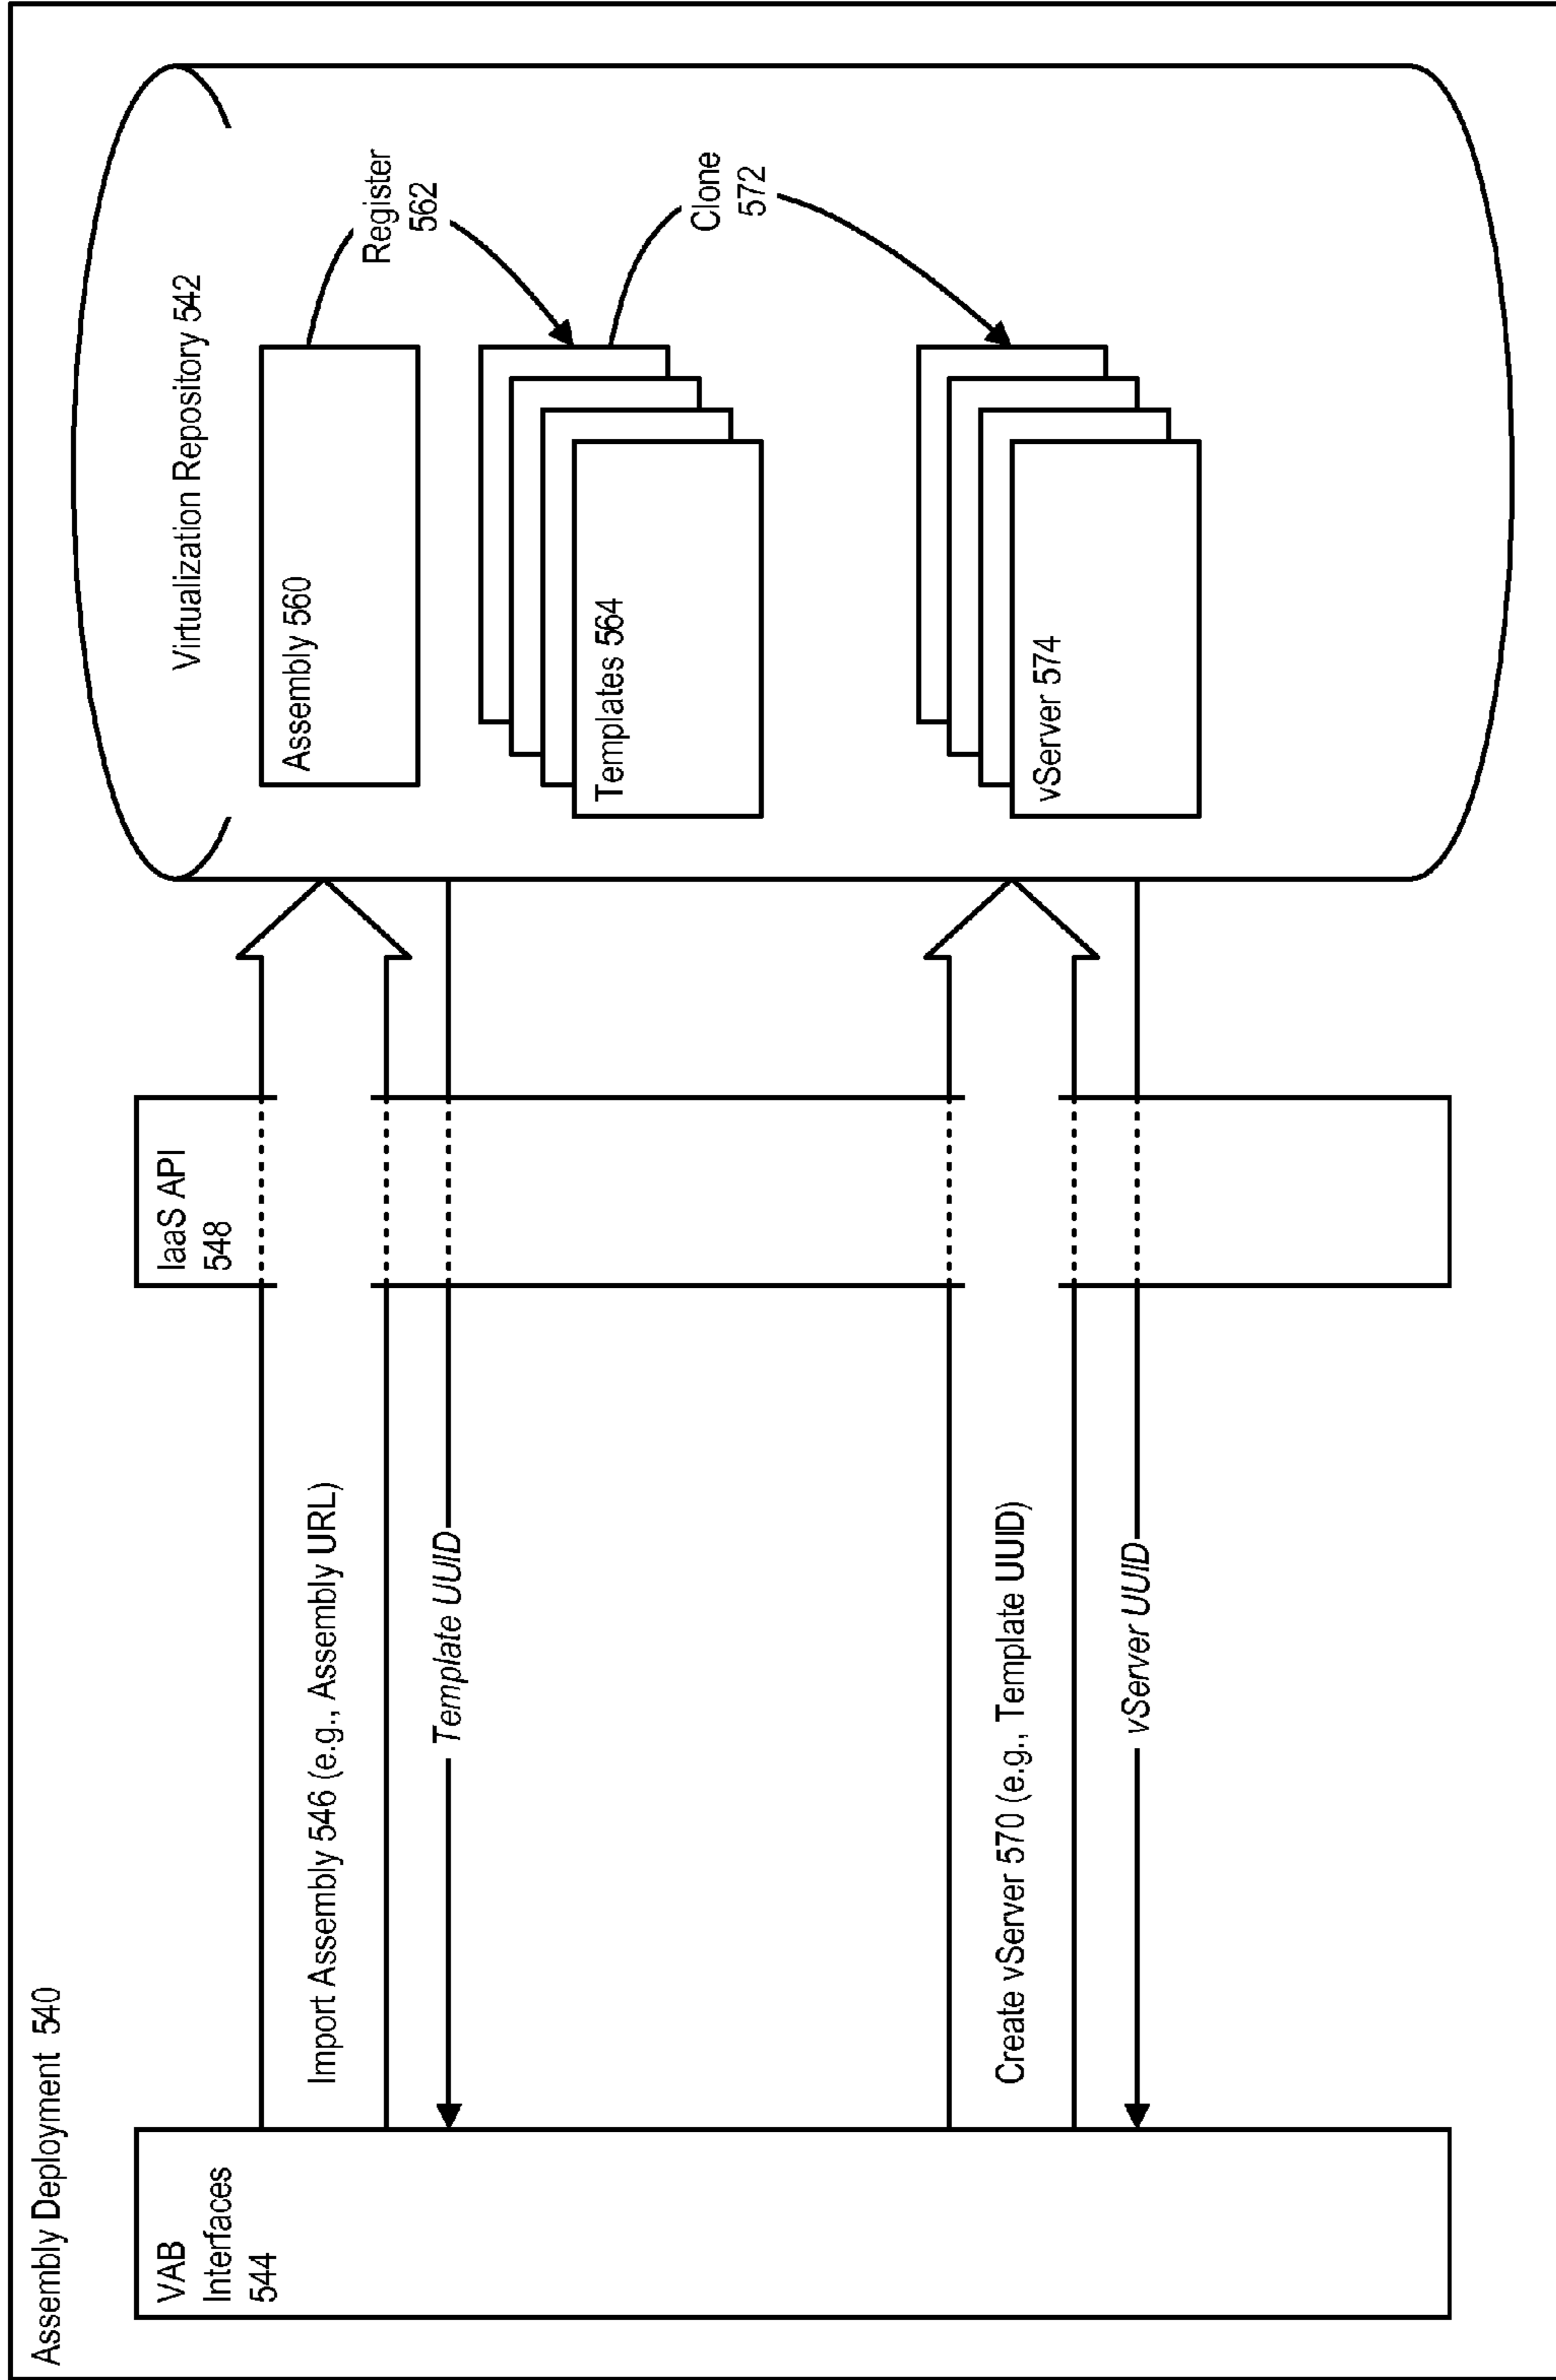 Assembly Deployment 540
VAB
Interfaces
544
Import Assembly 546 (e.g., Assembly URL)
Template UUID
Create vServer 570 (e.g., Template UUID)
vServer UUID
IaaS API
548
Virtualization Repository 542
Assembly 560
Register
562
Templates 564
Clone
572
vServer 574